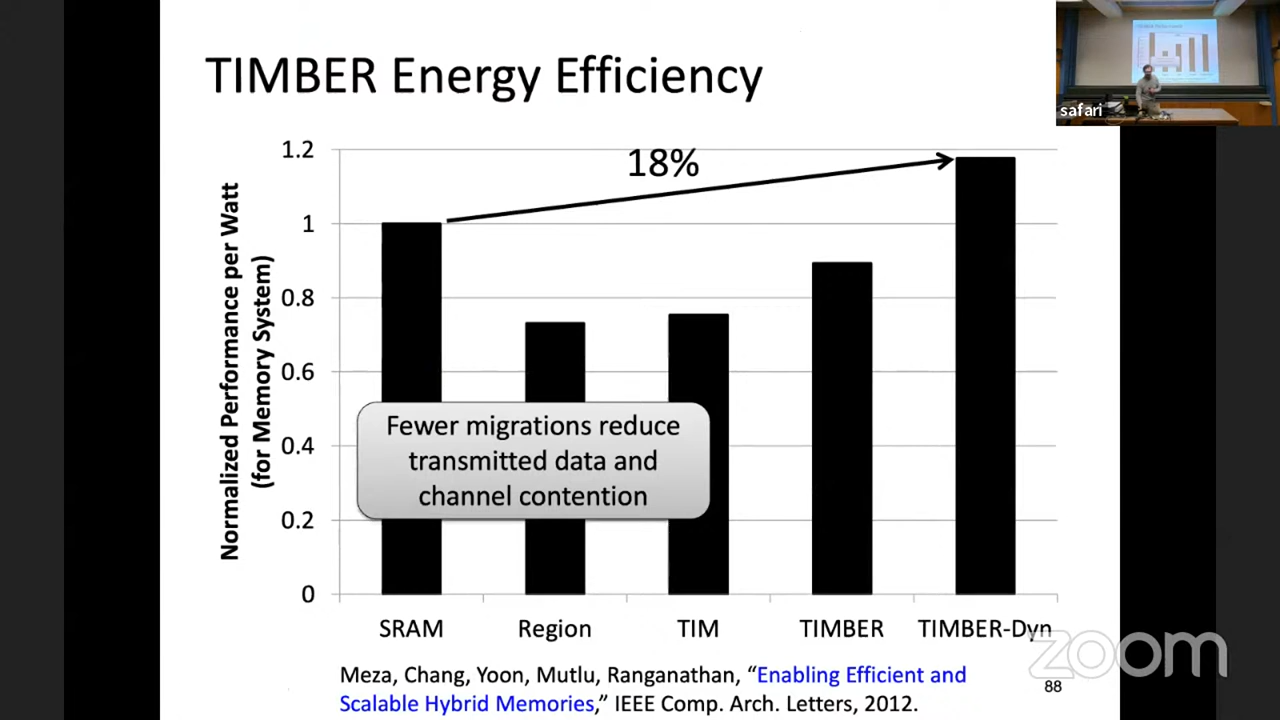 TIMBER Energy Efficiency
safari
1.2
18%
1
0.8
0.6
0.4
0.2
0
Normalized Performance per Watt
(for Memory System)
Fewer migrations reduce
transmitted data and
channel contention
SRAM Region TIM TIMBER TIMBER-Dyn
zoom
Meza, Chang, Yoon, Mutlu, Ranganathan, “Enabling Efficient and
Scalable Hybrid Memories,” IEEE Comp. Arch. Letters, 2012.
88